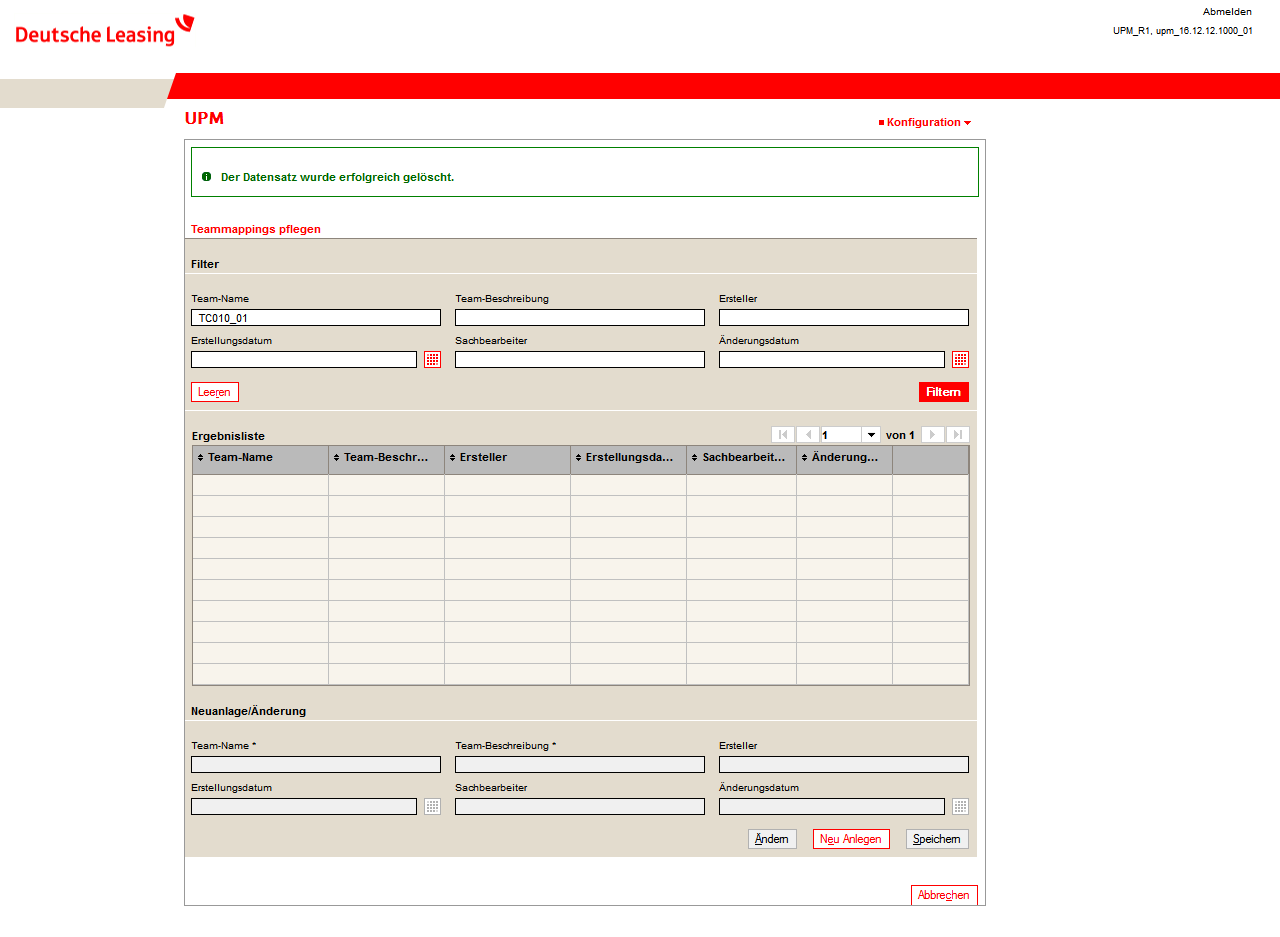 Deutsche Leasing
Abmelden
UPM_R1, upm_16.12.12.1000_01
UPM
Konfiguration
Der Datensatz wurde erfolgreich gelöscht.
Teammappings pflegen
Filter
Team-Name Team-Beschreibung Ersteller
TC010_01
Erstellungsdatum Sachbearbeiter Änderungsdatum
Leeren Filtern
Ergebnisliste 1 von 1
Team-Name Team-Beschr... Ersteller Erstellungsda... Sachbearbeit... Änderung...
Neuanlage/Änderung
Team-Name * Team-Beschreibung * Ersteller
Erstellungsdatum Sachbearbeiter Änderungsdatum
Ändern Neu Anlegen Speichern
Abbrechen